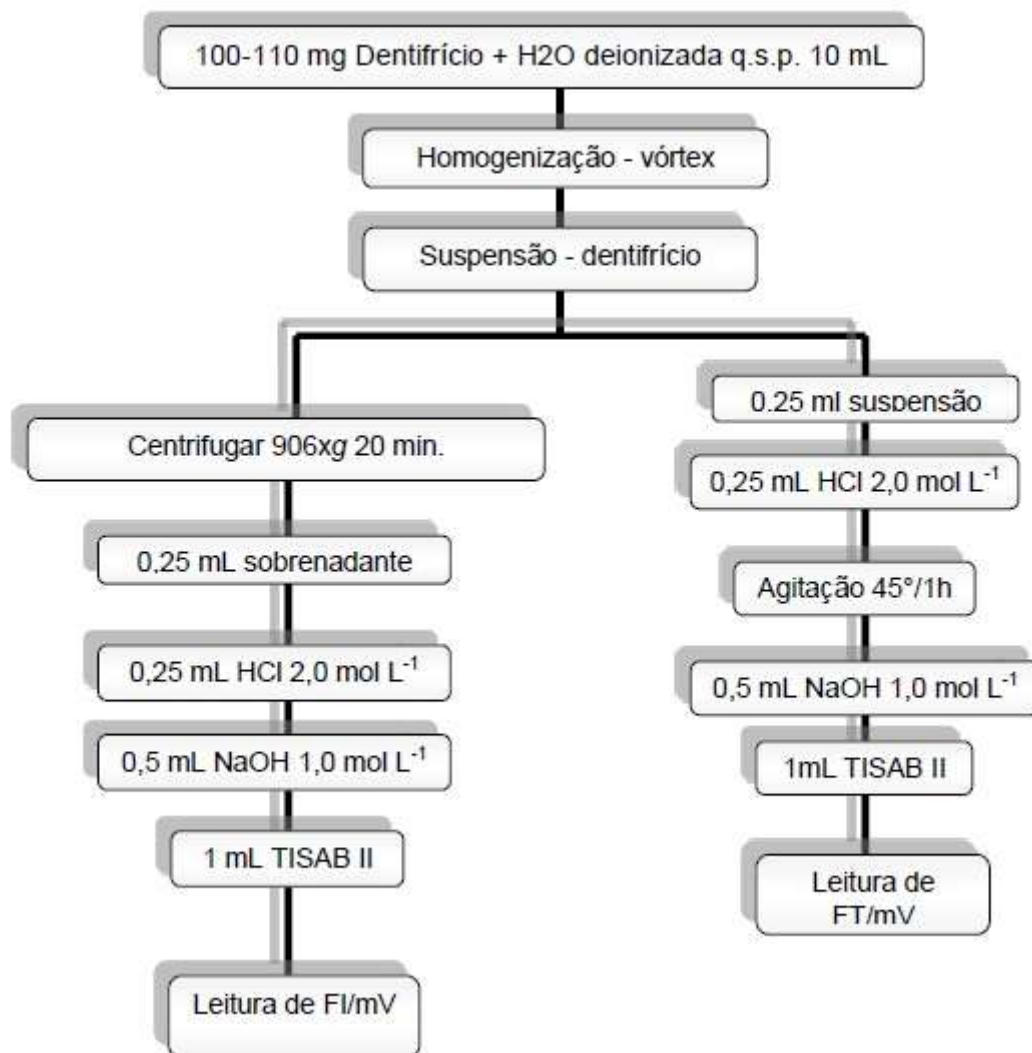 100-110 mg Dentifrício + H2O deionizada q.s.p. 10 mL
Homogenização - vórtex
Suspensão - dentifrício
Centrifugar 906xg 20 min.
0,25 mL sobrenadante
0,25 mL HCl 2,0 mol L⁻¹
0,5 mL NaOH 1,0 mol L⁻¹
1 mL TISAB II
Leitura de FI/mV
0.25 ml suspensão
0,25 mL HCl 2,0 mol L⁻¹
Agitação 45°/1h
0,5 mL NaOH 1,0 mol L⁻¹
1mL TISAB II
Leitura de
FT/mV